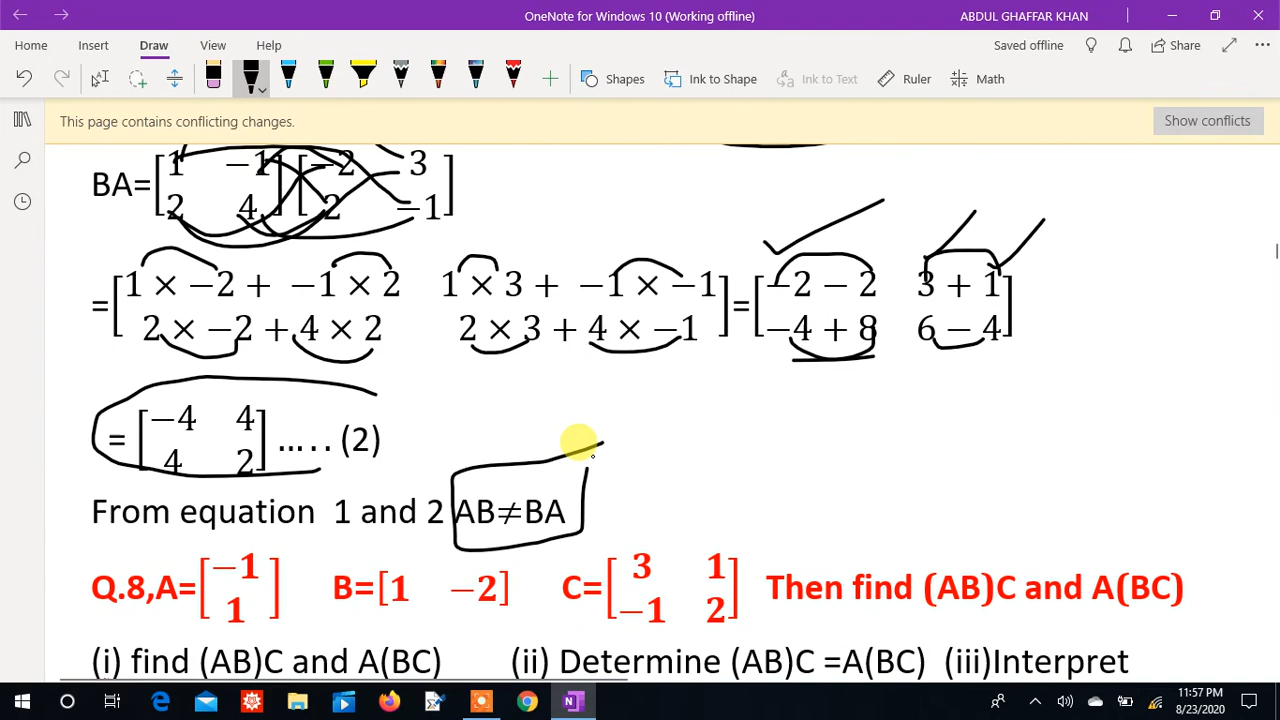 OneNote for Windows 10 (Working offline) ABDUL GHAFFAR KHAN
Home Insert Draw View Help Saved offline Share
Shapes Ink to Shape Ink to Text Ruler Math
This page contains conflicting changes. Show conflicts
BA=[1 −1 [−2 3
2 4] 2 −1]
=[1 × −2 + −1 × 2 1 × 3 + −1 × −1 =[−2 − 2 3 + 1
2 × −2 + 4 × 2 2 × 3 + 4 × −1] −4 + 8 6 − 4]
=[−4 4
4 2] ….. (2)
From equation 1 and 2 AB≠BA
Q.8,A=[−1 B=[1 −2] C=[3 1 Then find (AB)C and A(BC)
1] −1 2]
(i) find (AB)C and A(BC) (ii) Determine (AB)C =A(BC) (iii)Interpret
11:57 PM
8/23/2020